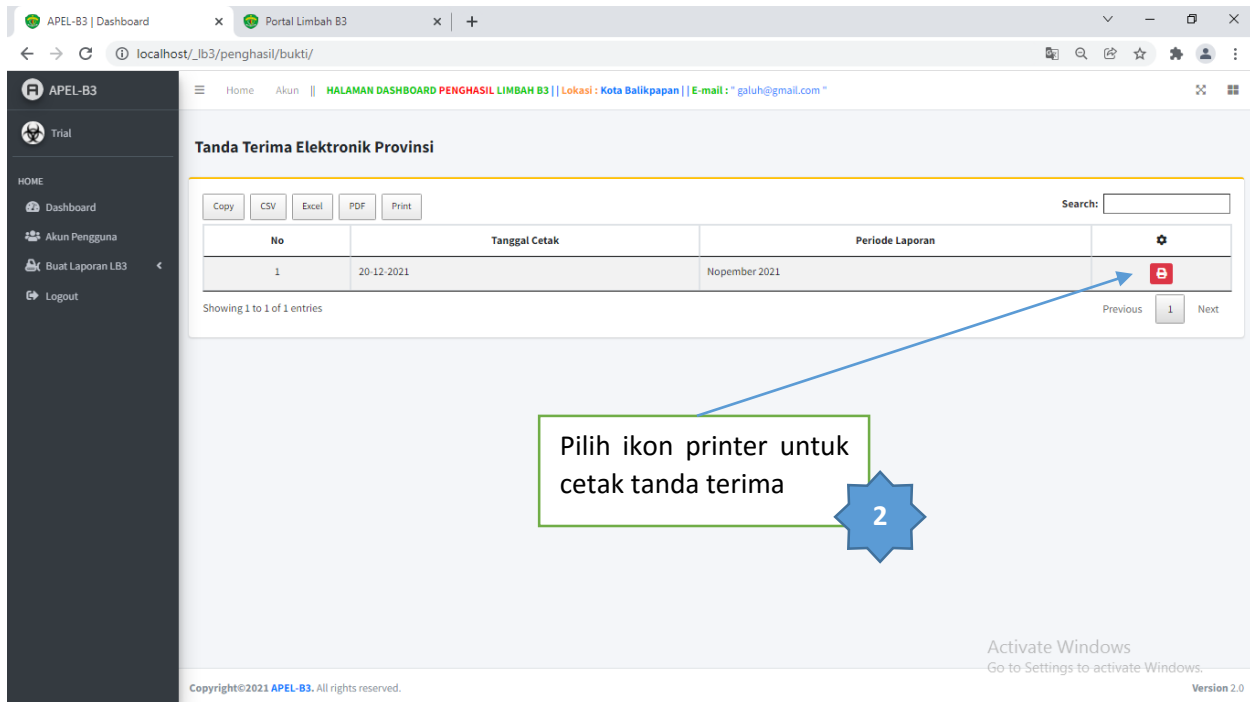 APEL-B3 | Dashboard
Portal Limbah B3
localhost/_lb3/penghasil/bukti/
APEL-B3
Home Akun || HALAMAN DASHBOARD PENGHASIL LIMBAH B3 || Lokasi : Kota Balikpapan || E-mail : " galuh@gmail.com "
Trial
Tanda Terima Elektronik Provinsi
HOME
Dashboard
Akun Pengguna
Buat Laporan LB3
Logout
Copy CSV Excel PDF Print
Search:
No Tanggal Cetak Periode Laporan
1 20-12-2021 Nopember 2021
Showing 1 to 1 of 1 entries
Previous 1 Next
Pilih ikon printer untuk
cetak tanda terima
2
Activate Windows
Go to Settings to activate Windows.
Copyright©2021 APEL-B3. All rights reserved.
Version 2.0